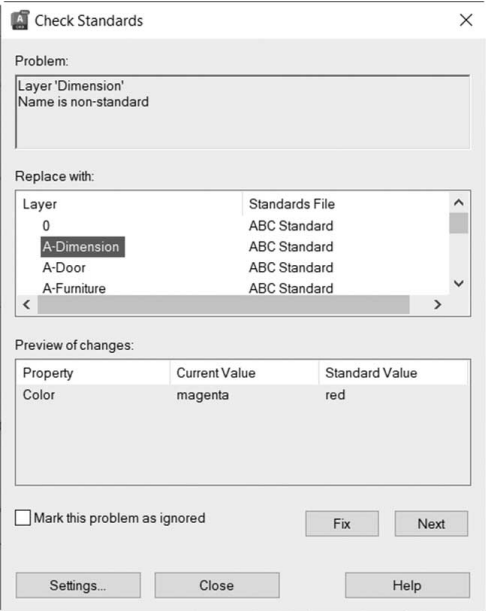 Check Standards
Problem:
Layer 'Dimension'
Name is non-standard
Replace with:
Layer Standards File
0 ABC Standard
A-Dimension ABC Standard
A-Door ABC Standard
A-Furniture ABC Standard
Preview of changes:
Property Current Value Standard Value
Color magenta red
Mark this problem as ignored
Fix Next
Settings... Close Help